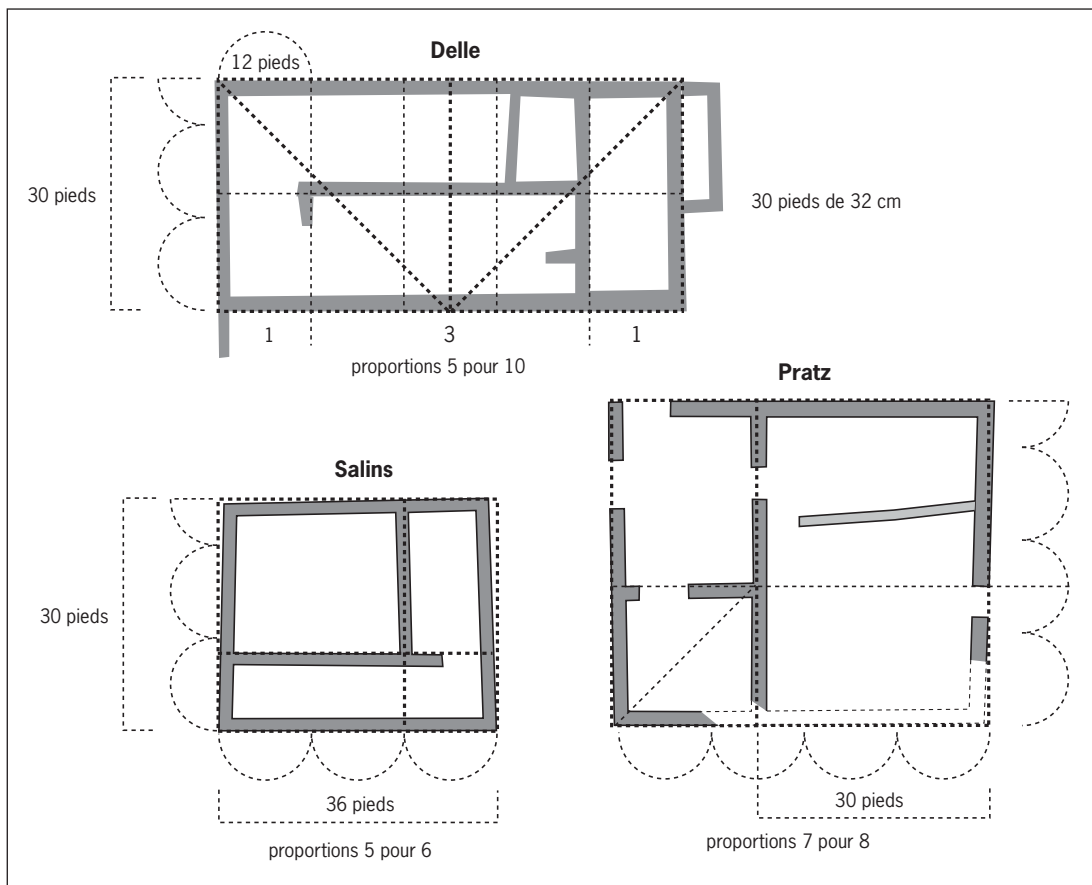 Delle
12 pieds
30 pieds
30 pieds de 32 cm
1
3
1
proportions 5 pour 10
Pratz
Salins
30 pieds
36 pieds
30 pieds
proportions 5 pour 6
proportions 7 pour 8